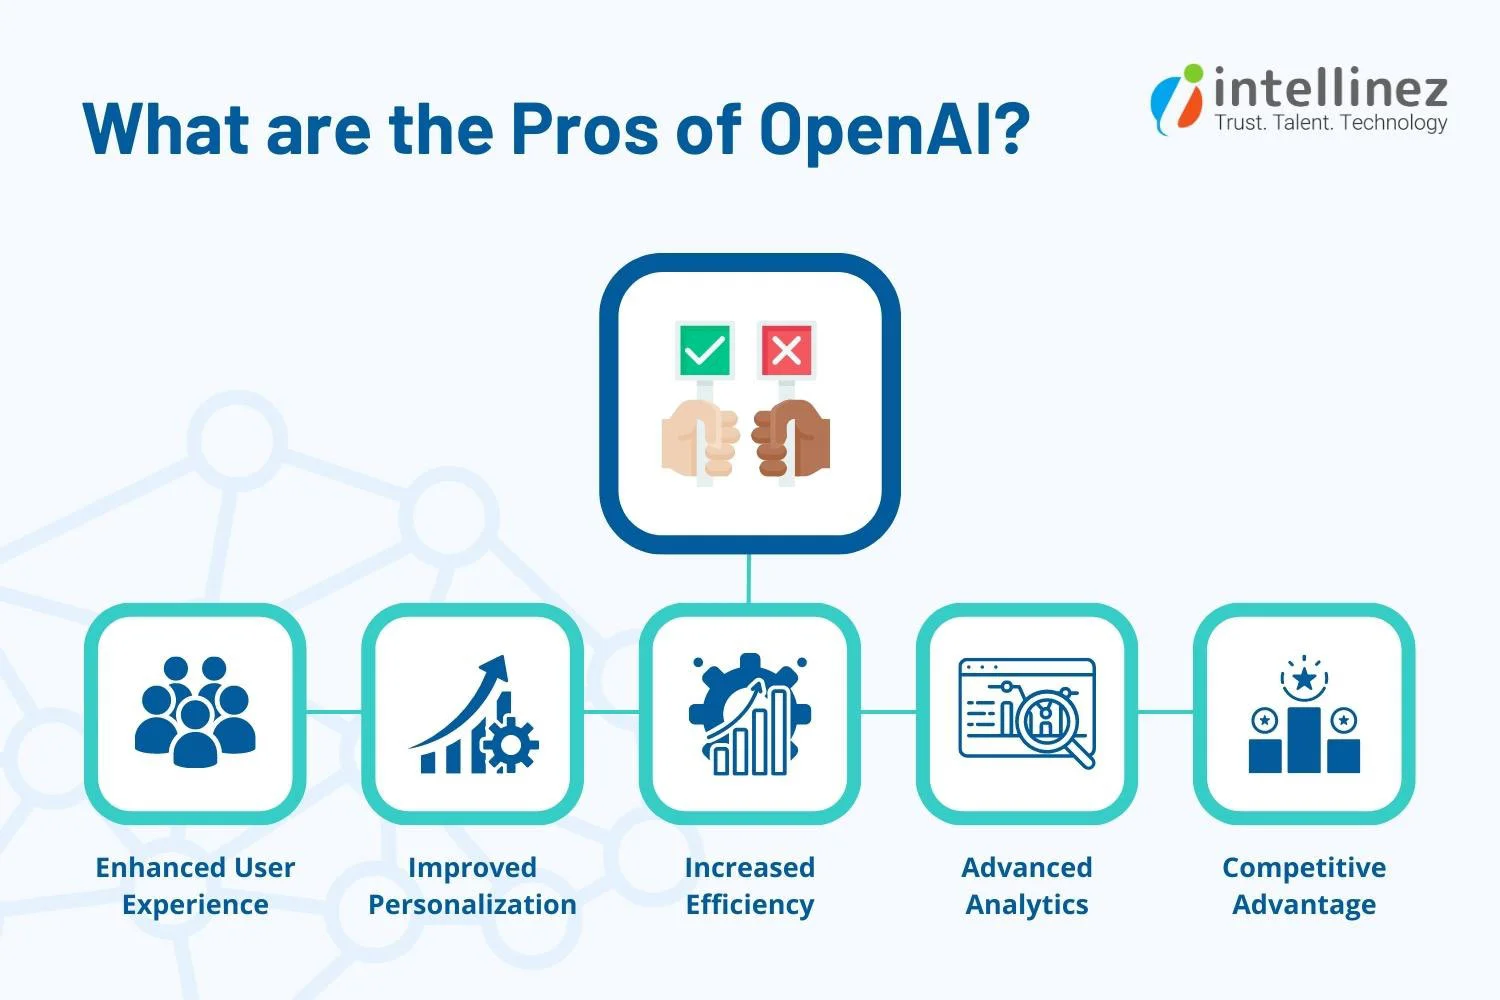 What are the Pros of OpenAI?
intellinez
Trust. Talent. Technology
Enhanced User
Experience
Improved
Personalization
Increased
Efficiency
Advanced
Analytics
Competitive
Advantage